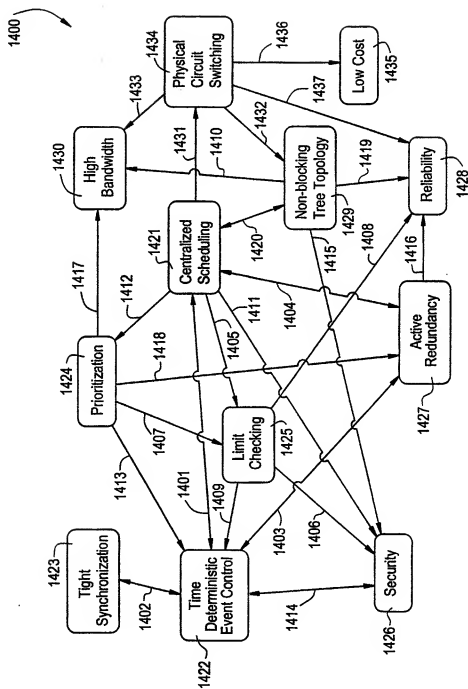 1400
1436
1434
Physical
Circuit
Switching
1433
1435
Low Cost
1437
1432
1430
High
Bandwidth
1431
1410
1429
Non-blocking
Tree Topology
1419
1428
Reliability
1417
1421
Centralized
Scheduling
1420
1415
1408
1416
1412
1405
1411
1404
1424
Prioritization
1418
1407
1425
Limit
Checking
1427
Active
Redundancy
1413
1401
1409
1403
1406
1423
Tight
Synchronization
1402
1422
Time
Deterministic
Event Control
1414
1426
Security